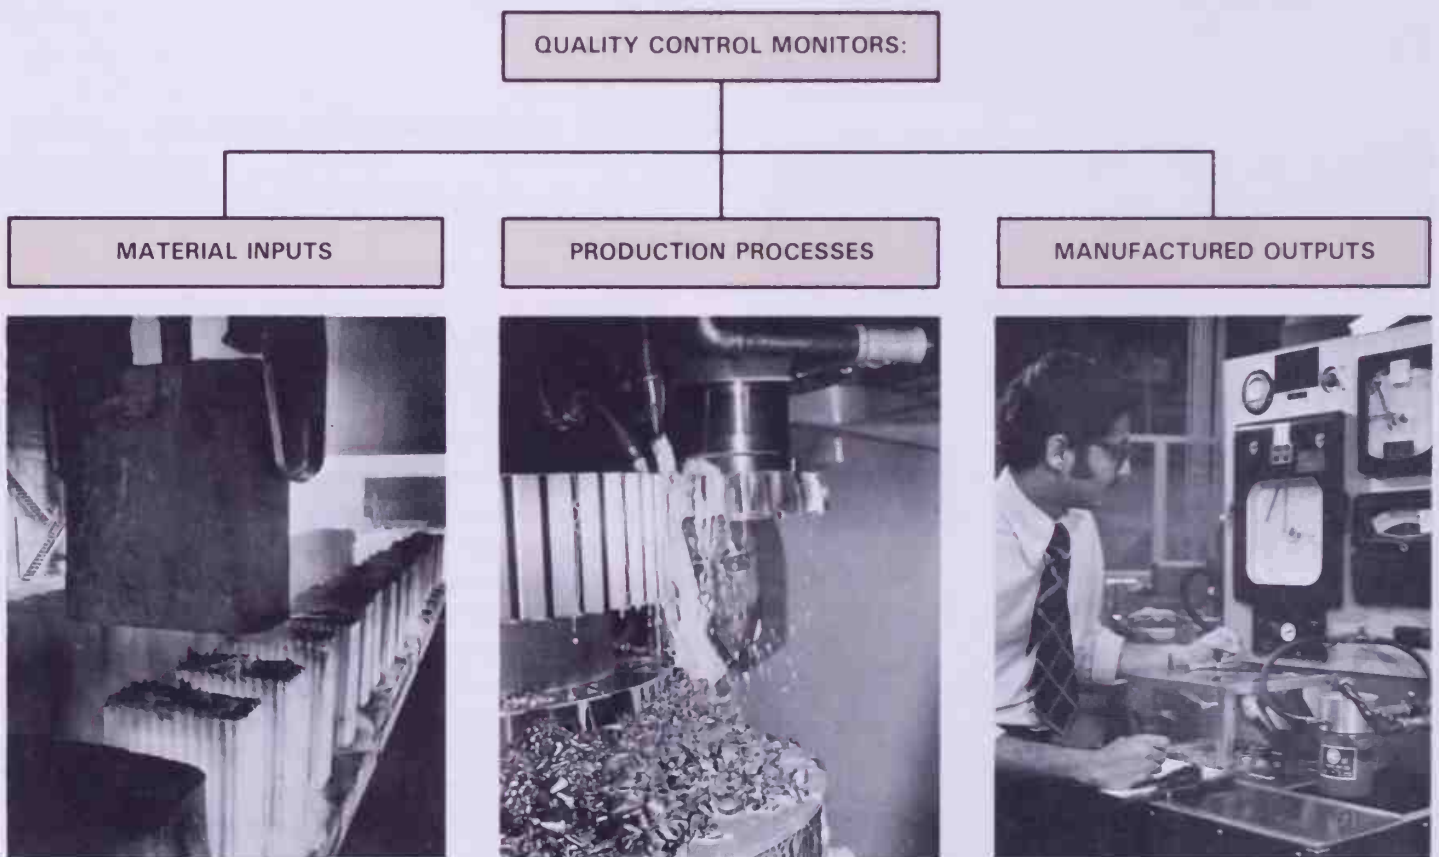 QUALITY CONTROL MONITORS:
MATERIAL INPUTS
PRODUCTION PROCESSES
MANUFACTURED OUTPUTS